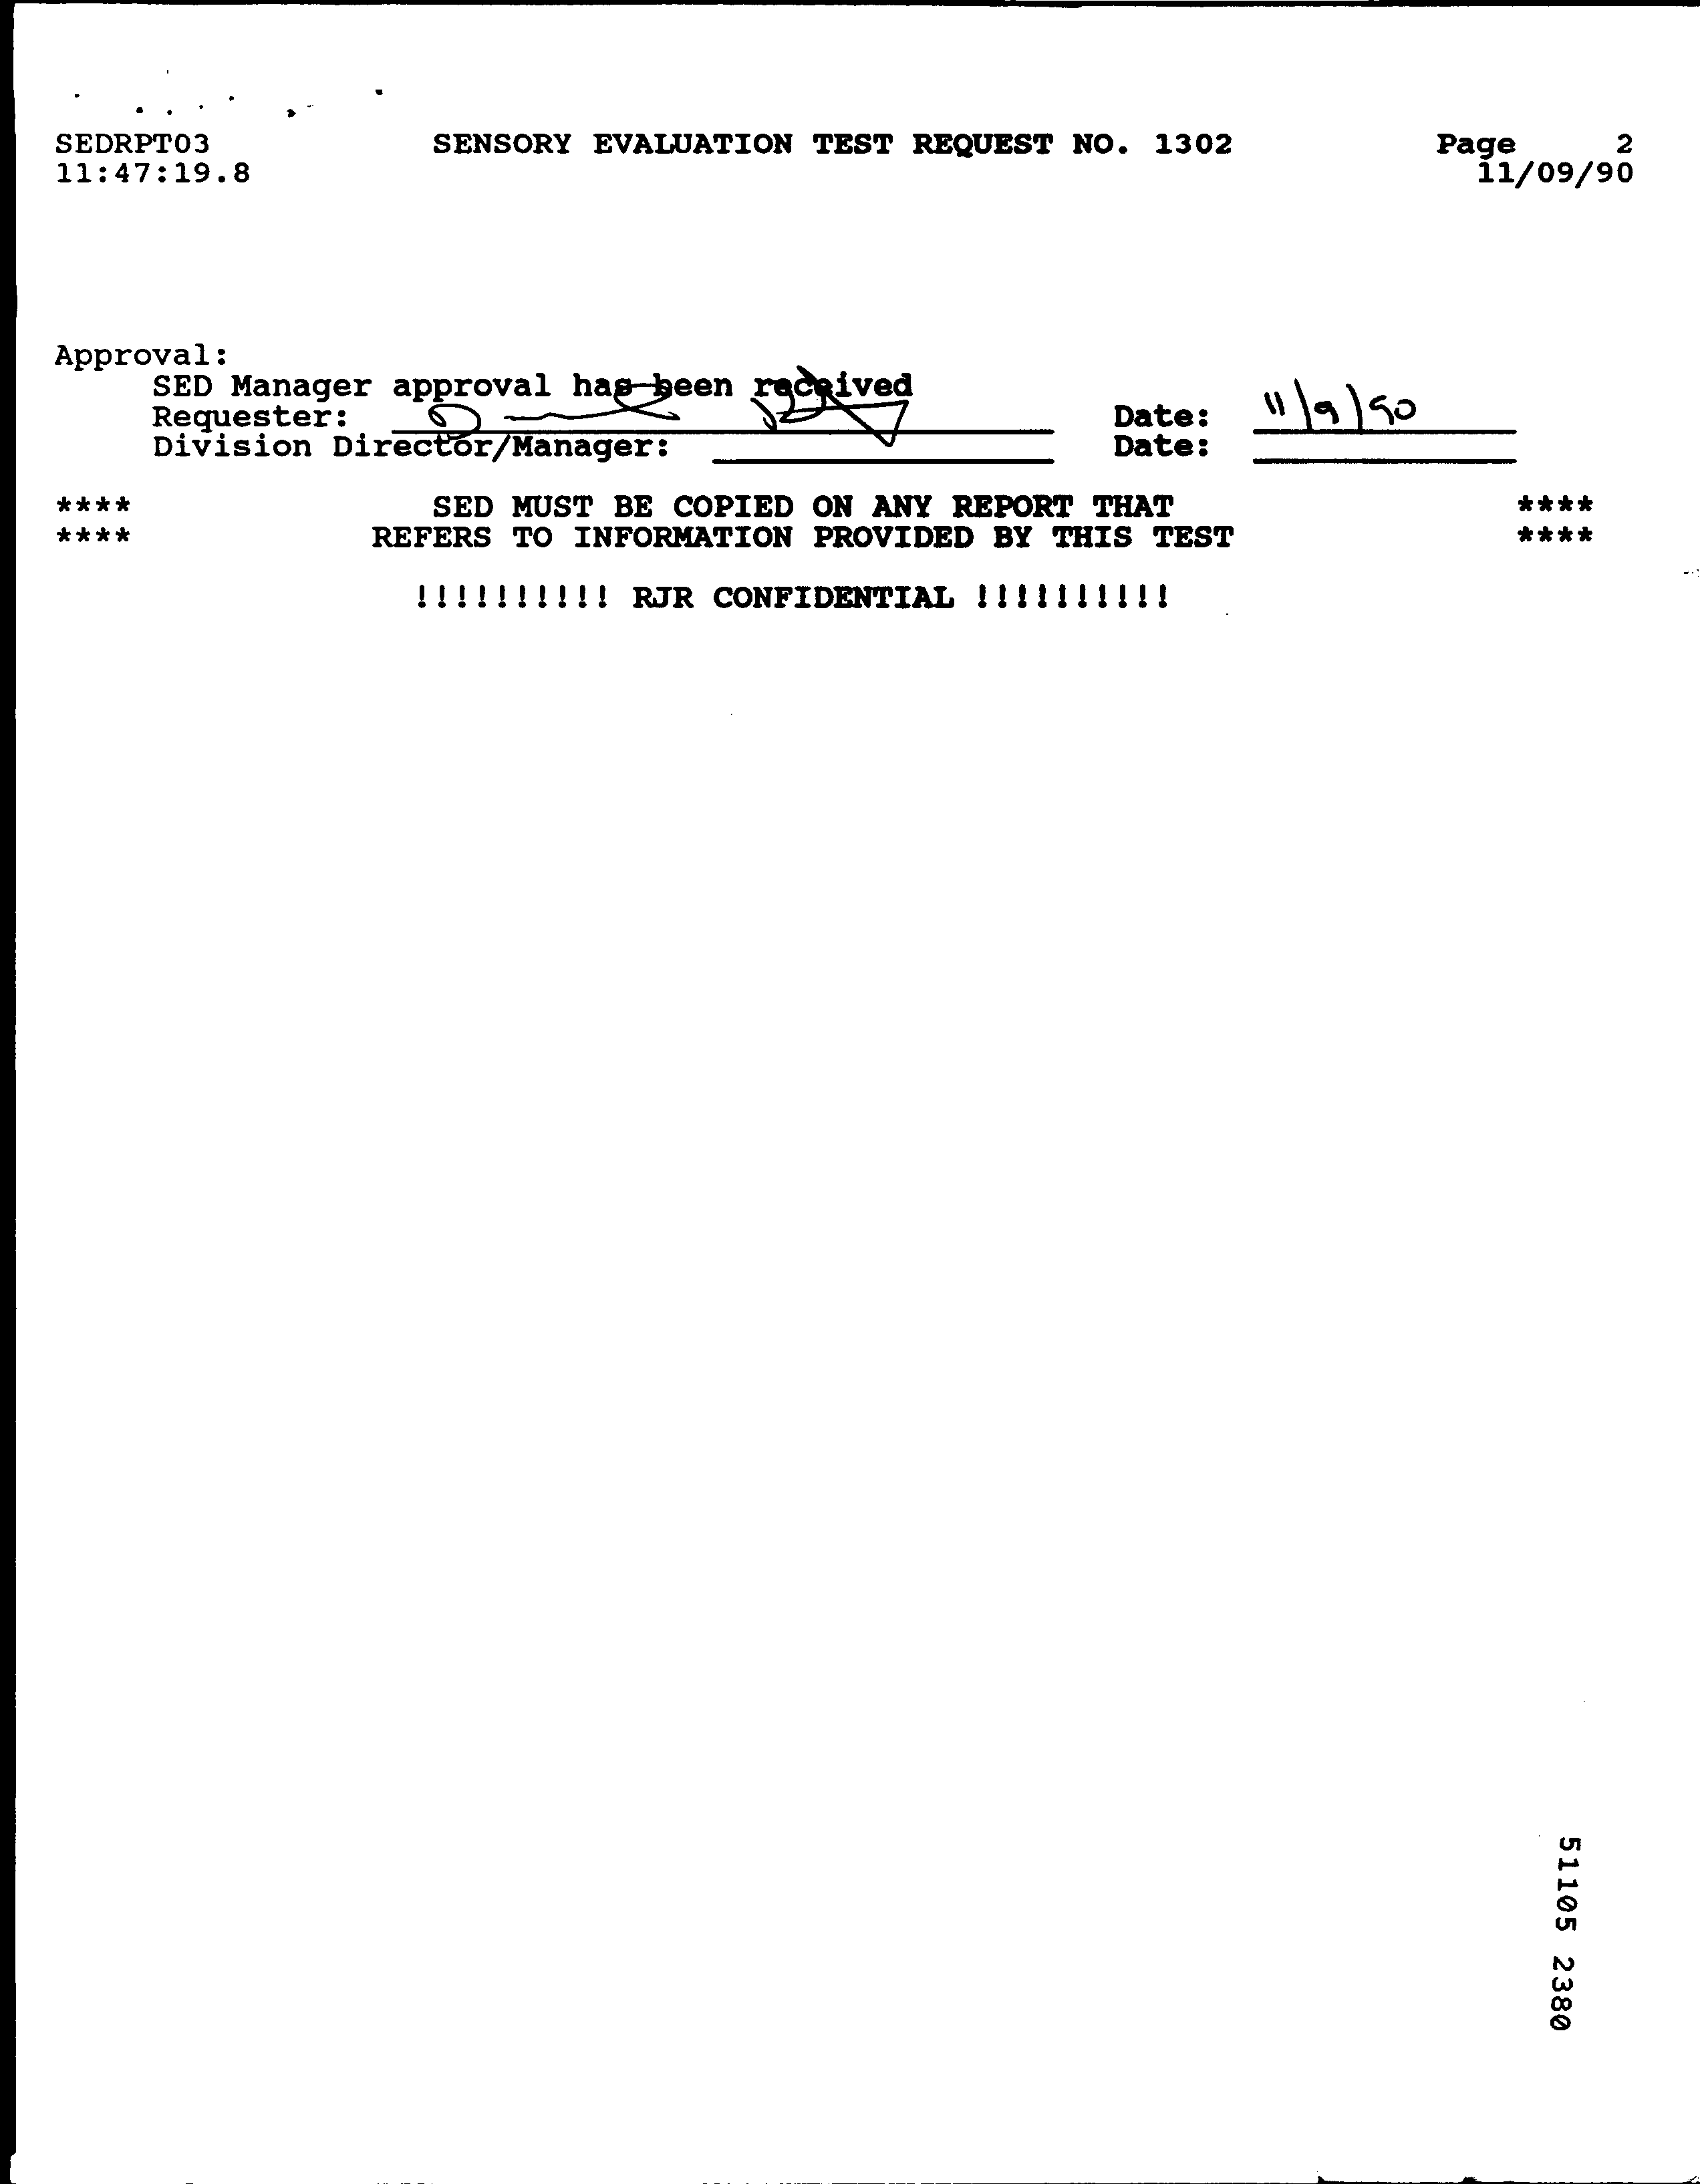 SEDRPT03 SENSORY EVALUATION TEST REQUEST NO. 1302 Page 2
11:47:19.8 11/09/90
Approval:
SED Manager approval has been received
Requester: Date: 11/9/90
Division Director/Manager: Date:
**** SED MUST BE COPIED ON ANY REPORT THAT ****
**** REFERS TO INFORMATION PROVIDED BY THIS TEST ****
!!!!!!!!!! RJR CONFIDENTIAL !!!!!!!!!!
51105 2380